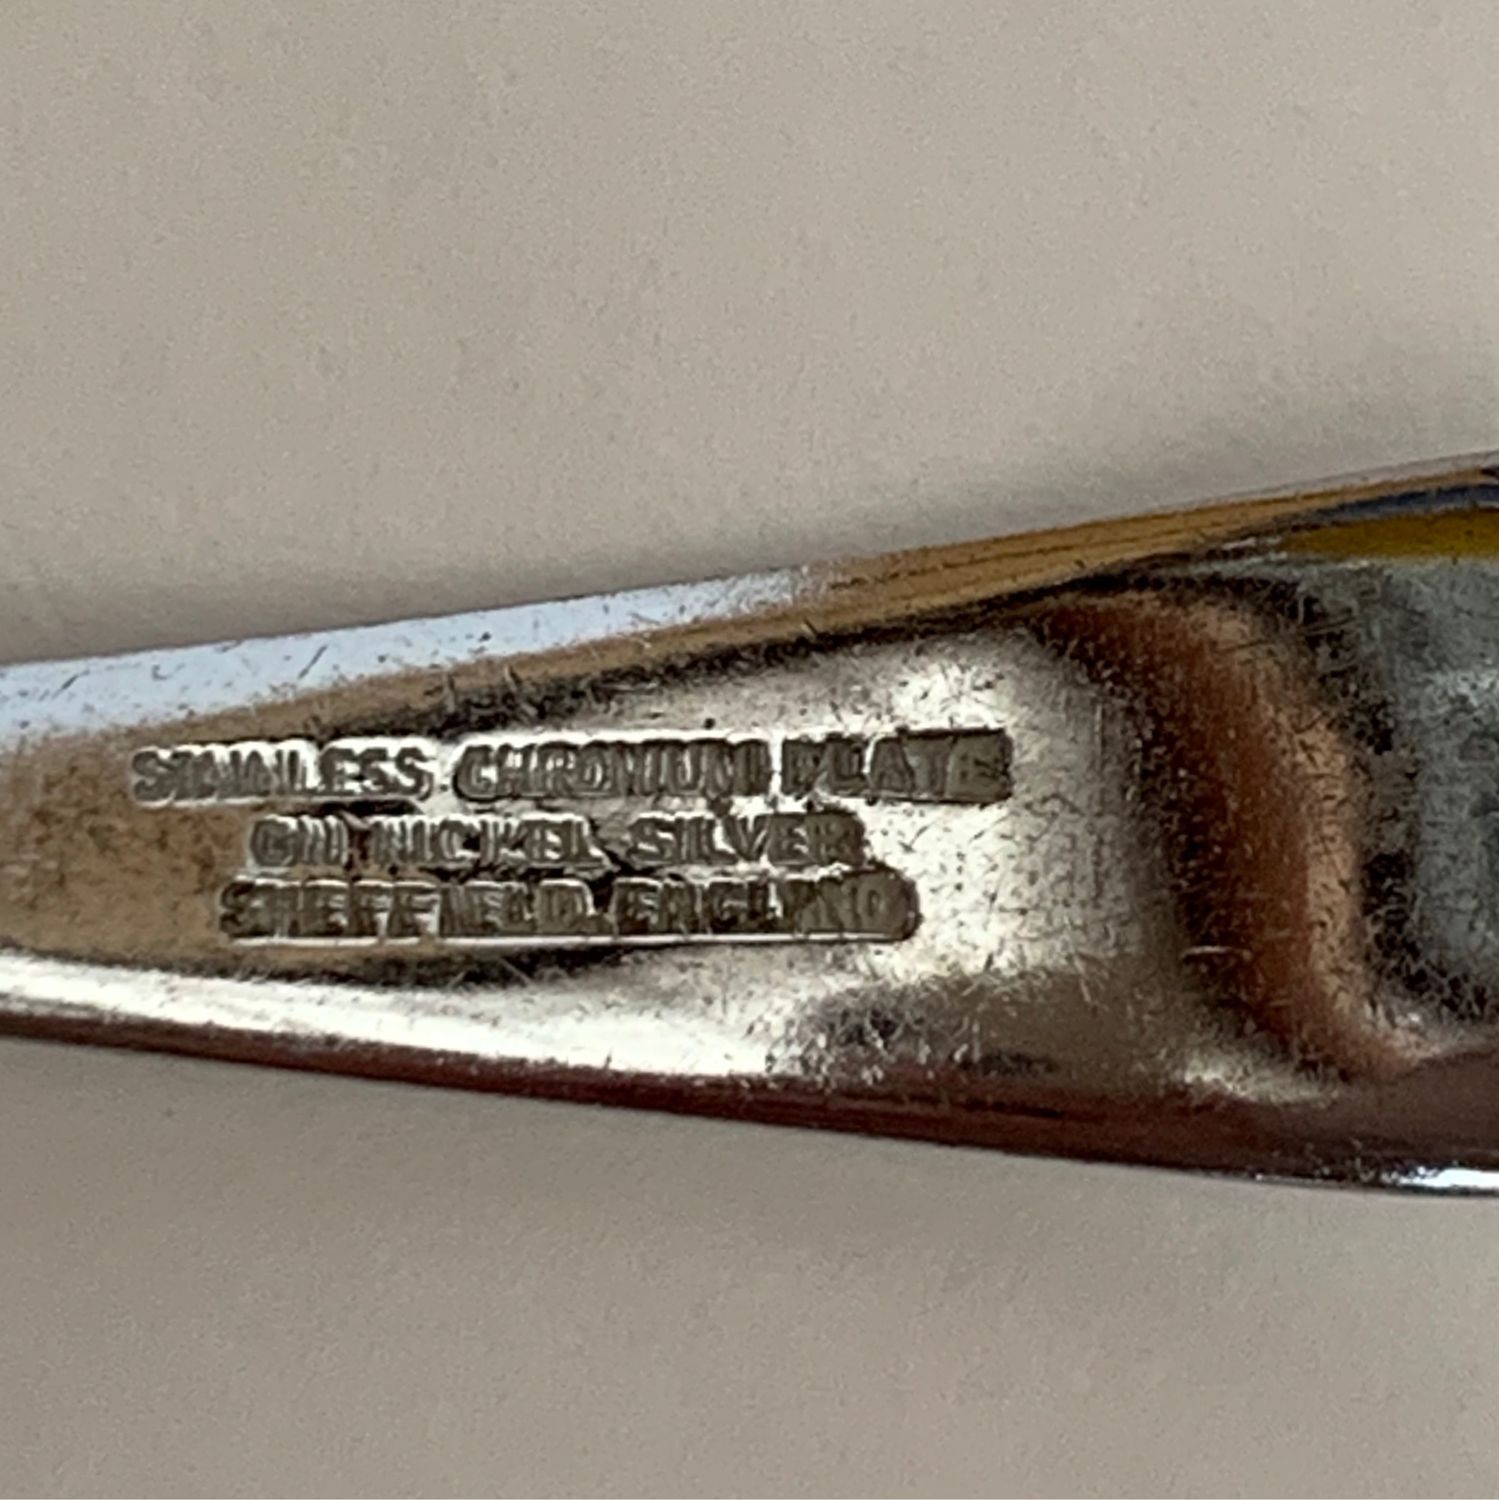 STAINLESS CHROMIUM PLATE
ON NICKEL SILVER
SHEFFIELD, ENGLAND